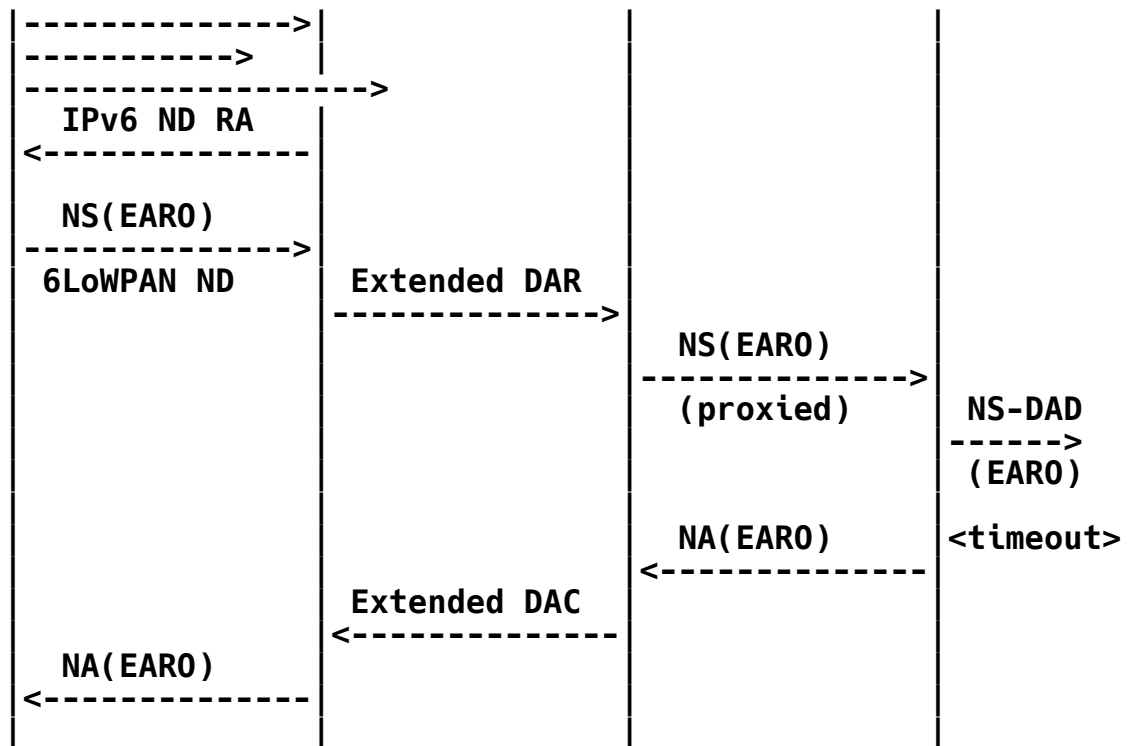 IPv6 ND RA
NS(EARO)
6LoWPAN ND
Extended DAR
NS(EARO)
(proxied)
NS-DAD
(EARO)
NA(EARO)
<timeout>
Extended DAC
NA(EARO)